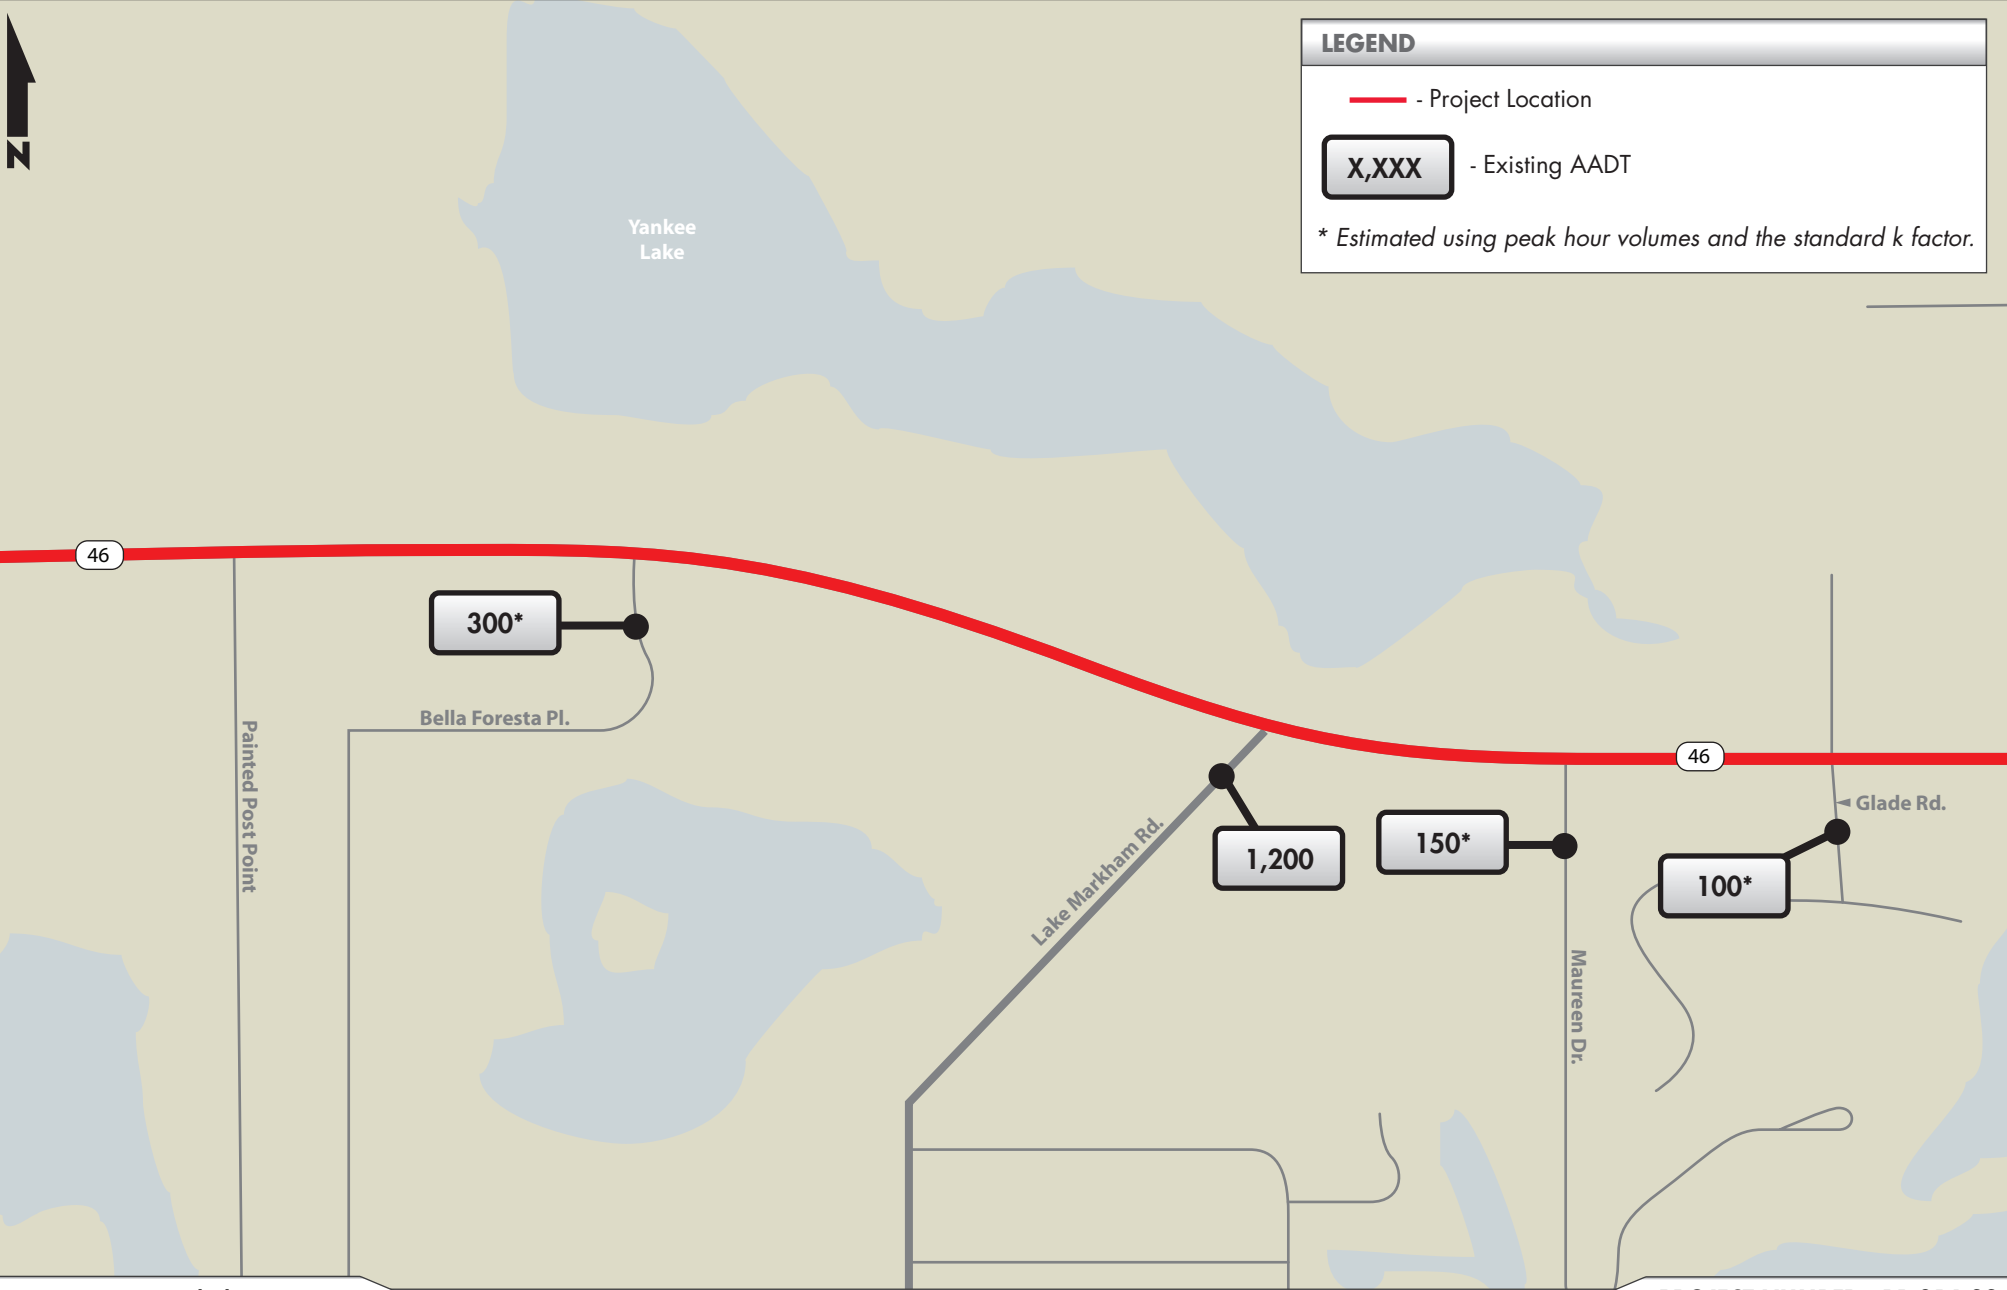 N
LEGEND
- Project Location
X,XXX
- Existing AADT
* Estimated using peak hour volumes and the standard k factor.
Yankee
Lake
46
300*
Bella Foresta Pl.
Painted Post Point
46
Glade Rd.
Lake Markham Rd.
1,200
150*
100*
Maureen Dr.